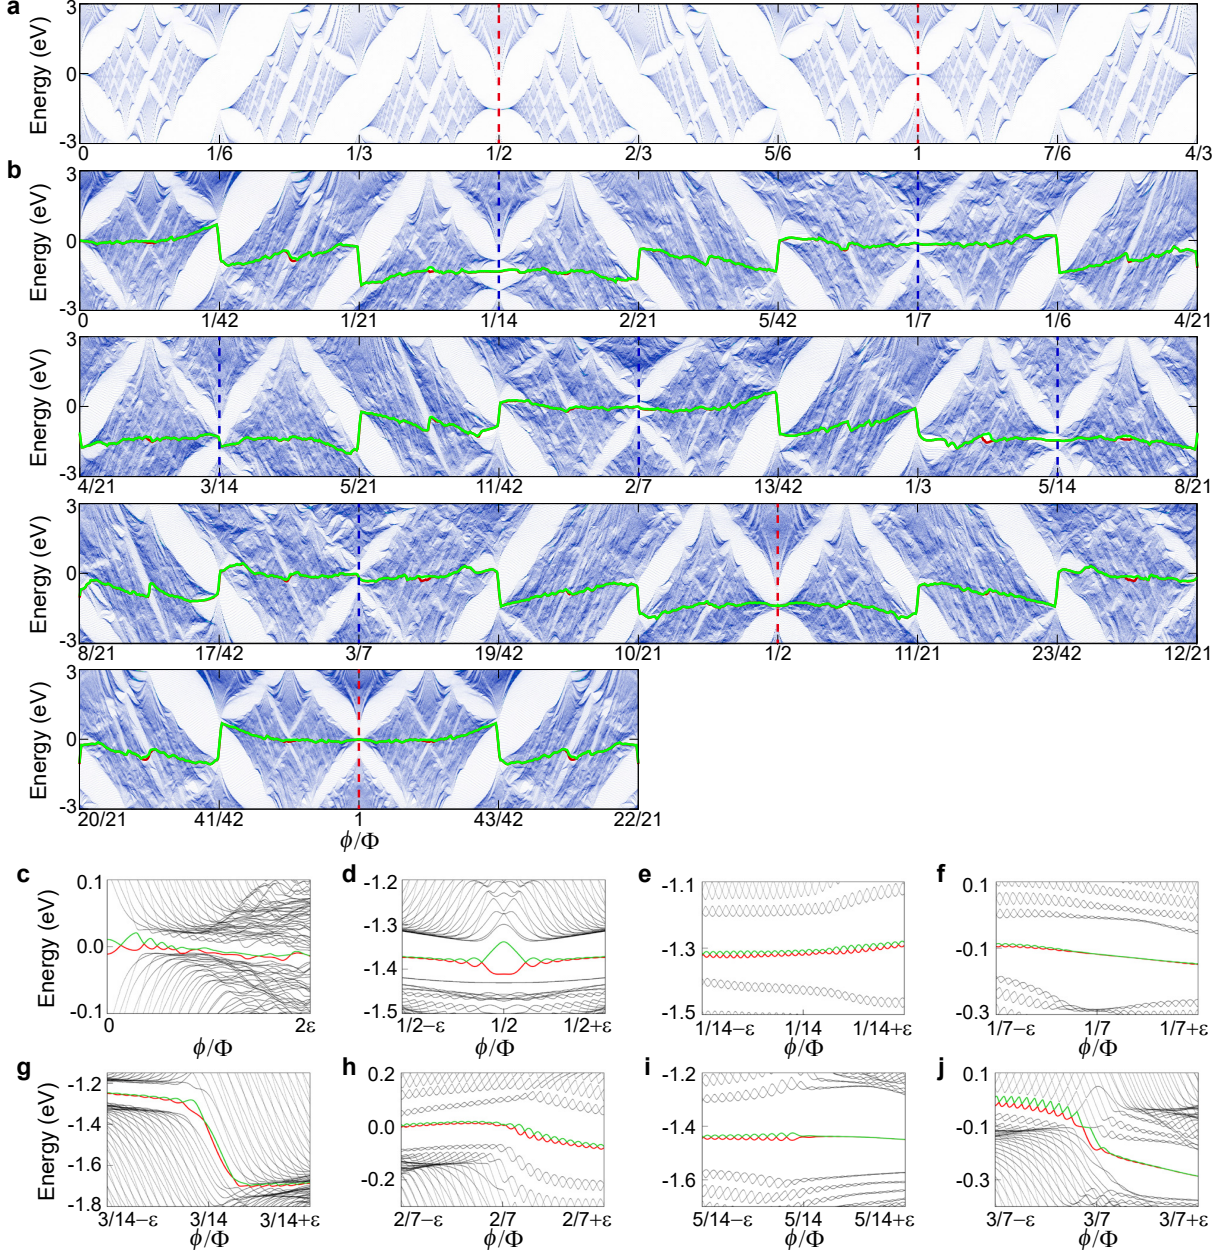 a
Energy (eV)
3
0
-3
0 1/6 1/3 1/2 2/3 5/6 1 7/6 4/3
b
Energy (eV)
3
0
-3
0 1/42 1/21 1/14 2/21 5/42 1/7 1/6 4/21
Energy (eV)
3
0
-3
4/21 3/14 5/21 11/42 2/7 13/42 1/3 5/14 8/21
Energy (eV)
3
0
-3
8/21 17/42 3/7 19/42 10/21 1/2 11/21 23/42 12/21
Energy (eV)
3
0
-3
20/21 41/42 1 43/42 22/21
ϕ/Φ
c
Energy (eV)
0.1
0.0
-0.1
0 2ε
ϕ/Φ
d
-1.2
-1.3
-1.4
-1.5
1/2−ε 1/2 1/2+ε
ϕ/Φ
e
-1.1
-1.3
-1.5
1/14−ε 1/14 1/14+ε
ϕ/Φ
f
0.1
-0.1
-0.3
1/7−ε 1/7 1/7+ε
ϕ/Φ
g
Energy (eV)
-1.2
-1.4
-1.6
-1.8
3/14−ε 3/14 3/14+ε
ϕ/Φ
h
0.2
0.0
-0.2
2/7−ε 2/7 2/7+ε
ϕ/Φ
i
-1.2
-1.4
-1.6
5/14−ε 5/14 5/14+ε
ϕ/Φ
j
0.1
-0.1
-0.3
3/7−ε 3/7 3/7+ε
ϕ/Φ